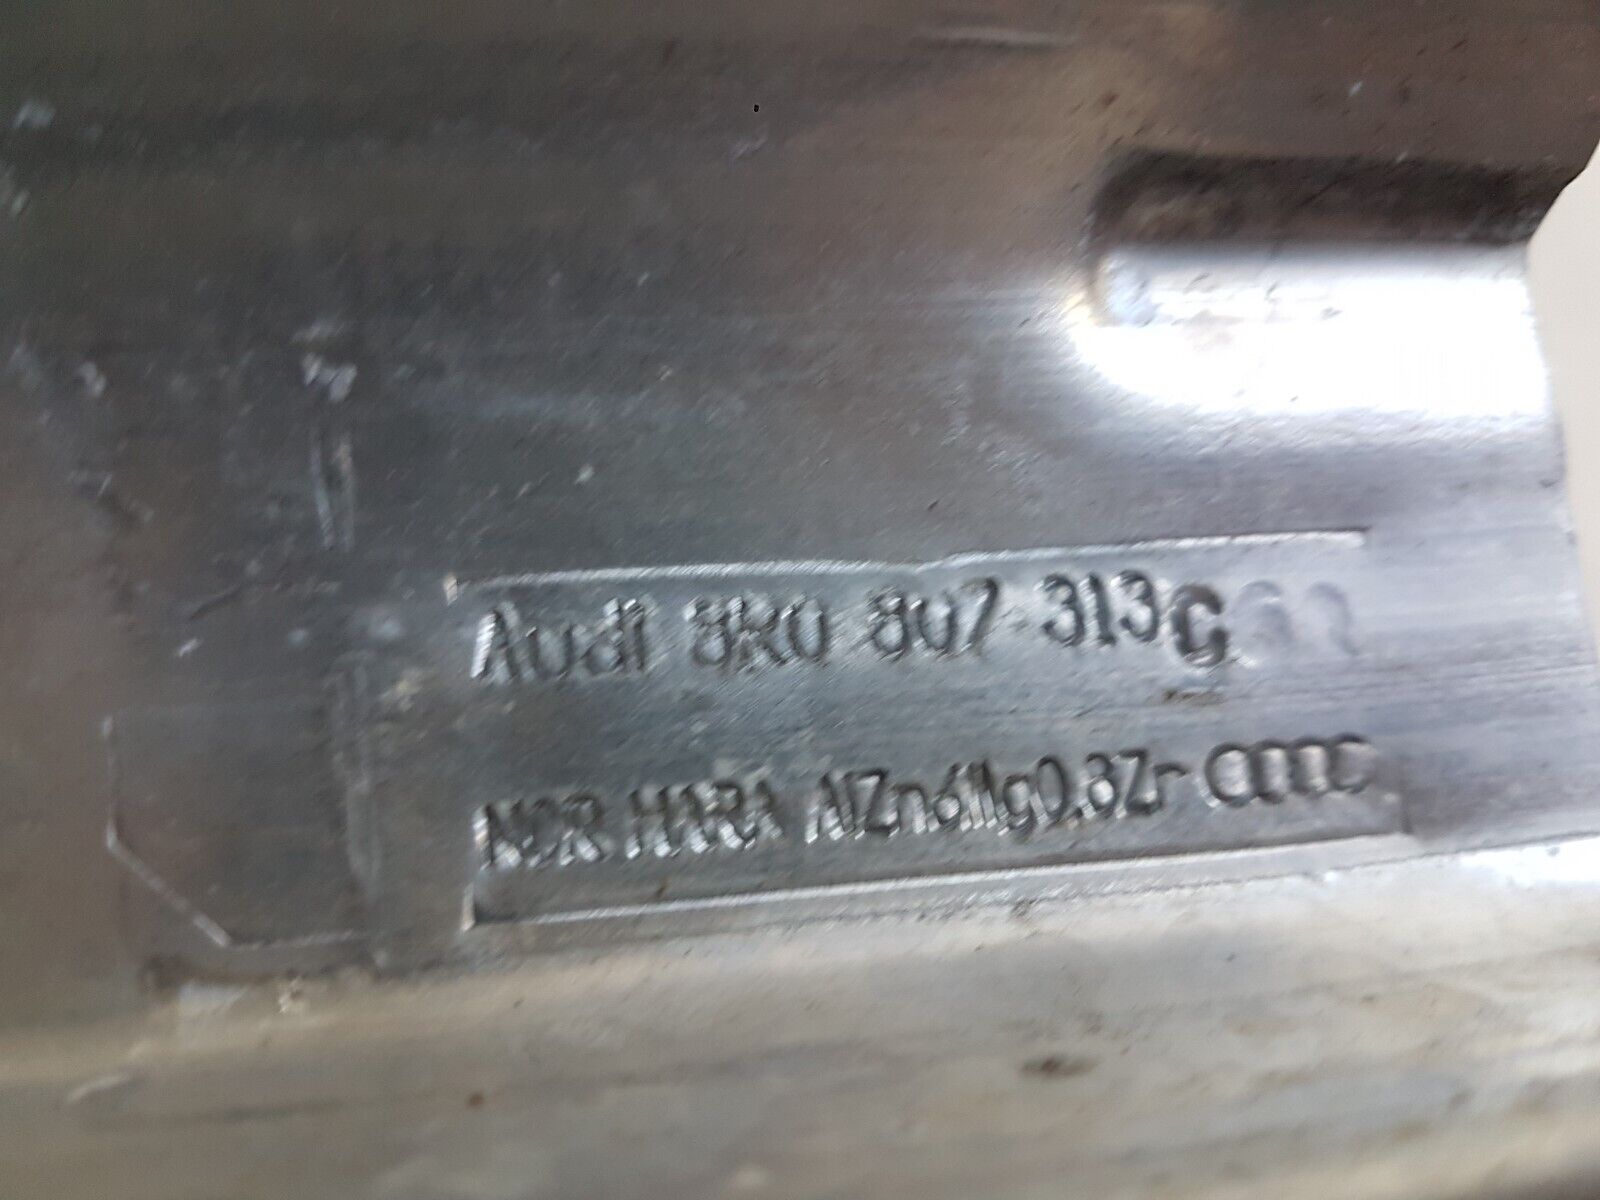 Audi 8R0 807 313 C
NOR HARA AlZn6Mg0.8Zr